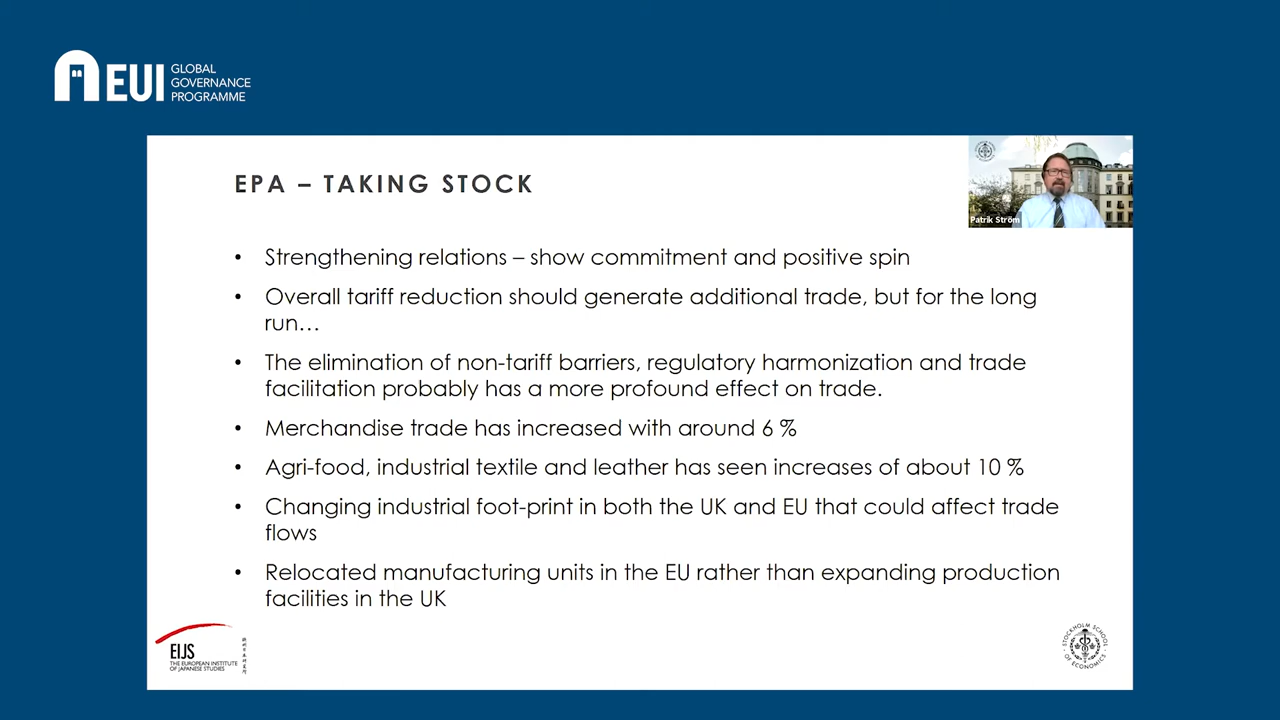 EUI
GLOBAL
GOVERNANCE
PROGRAMME
EPA – TAKING STOCK
Patrik Ström
• Strengthening relations – show commitment and positive spin
• Overall tariff reduction should generate additional trade, but for the long
run…
• The elimination of non-tariff barriers, regulatory harmonization and trade
facilitation probably has a more profound effect on trade.
• Merchandise trade has increased with around 6 %
• Agri-food, industrial textile and leather has seen increases of about 10 %
• Changing industrial foot-print in both the UK and EU that could affect trade
flows
• Relocated manufacturing units in the EU rather than expanding production
facilities in the UK
EIJS
THE EUROPEAN INSTITUTE
OF JAPANESE STUDIES
STOCKHOLM SCHOOL
OF ECONOMICS